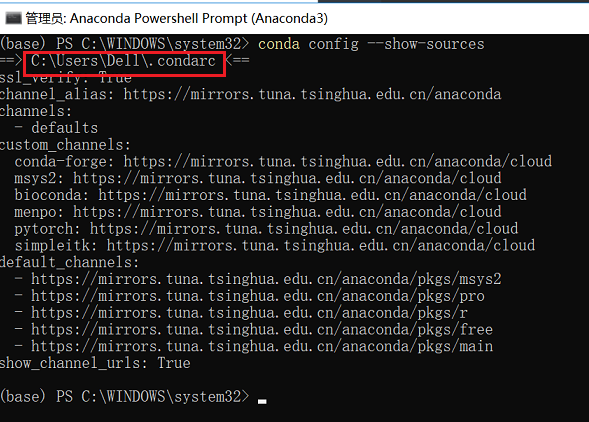 管理员: Anaconda Powershell Prompt (Anaconda3)
(base) PS C:\WINDOWS\system32> conda config --show-sources
==> C:\Users\Dell\.condarc <==
ssl_verify: True
channel_alias: https://mirrors.tuna.tsinghua.edu.cn/anaconda
channels:
  - defaults
custom_channels:
  conda-forge: https://mirrors.tuna.tsinghua.edu.cn/anaconda/cloud
  msys2: https://mirrors.tuna.tsinghua.edu.cn/anaconda/cloud
  bioconda: https://mirrors.tuna.tsinghua.edu.cn/anaconda/cloud
  menpo: https://mirrors.tuna.tsinghua.edu.cn/anaconda/cloud
  pytorch: https://mirrors.tuna.tsinghua.edu.cn/anaconda/cloud
  simpleitk: https://mirrors.tuna.tsinghua.edu.cn/anaconda/cloud
default_channels:
  - https://mirrors.tuna.tsinghua.edu.cn/anaconda/pkgs/msys2
  - https://mirrors.tuna.tsinghua.edu.cn/anaconda/pkgs/pro
  - https://mirrors.tuna.tsinghua.edu.cn/anaconda/pkgs/r
  - https://mirrors.tuna.tsinghua.edu.cn/anaconda/pkgs/free
  - https://mirrors.tuna.tsinghua.edu.cn/anaconda/pkgs/main
show_channel_urls: True
(base) PS C:\WINDOWS\system32>